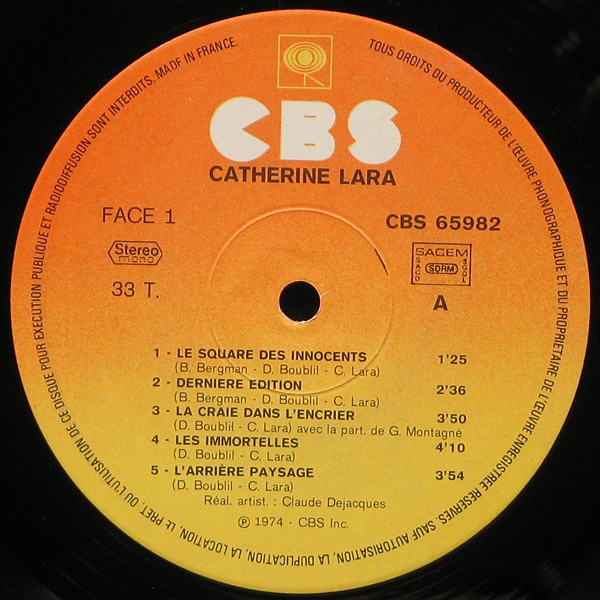 TOUS DROITS DU PRODUCTEUR DE L'ŒUVRE PHONOGRAPHIQUE ET DU PROPRIETAIRE DE L'ŒUVRE ENREGISTREE RESERVES. SAUF AUTORISATION, LA DUPLICATION, LA LOCATION, LE PRET, OU L'UTILISATION DE CE DISQUE POUR EXECUTION PUBLIQUE ET RADIODIFFUSION SONT INTERDITS. MADE IN FRANCE.
CBS
CATHERINE LARA
FACE 1
CBS 65982
Stereo
mono
SACEM
SACD
SDRM
SGDL
33 T.
A
1 - LE SQUARE DES INNOCENTS 1'25
(B. Bergman - D. Boublil - C. Lara)
2 - DERNIERE EDITION 2'36
(B. Bergman - D. Boublil - C. Lara)
3 - LA CRAIE DANS L'ENCRIER 3'50
(D. Boublil - C. Lara) avec la part. de G. Montagné
4 - LES IMMORTELLES 4'10
(D. Boublil - C. Lara)
5 - L'ARRIÈRE PAYSAGE 3'54
(D. Boublil - C. Lara)
Réal. artist. : Claude Dejacques
℗ 1974 - CBS Inc.